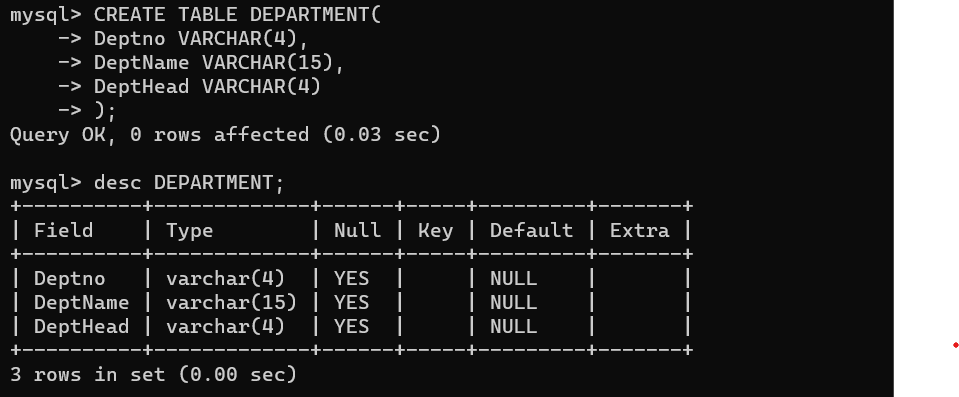 mysql> CREATE TABLE DEPARTMENT(
    -> Deptno VARCHAR(4),
    -> DeptName VARCHAR(15),
    -> DeptHead VARCHAR(4)
    -> );
Query OK, 0 rows affected (0.03 sec)

mysql> desc DEPARTMENT;
+----------+-------------+------+-----+---------+-------+
| Field    | Type        | Null | Key | Default | Extra |
+----------+-------------+------+-----+---------+-------+
| Deptno   | varchar(4)  | YES  |     | NULL    |       |
| DeptName | varchar(15) | YES  |     | NULL    |       |
| DeptHead | varchar(4)  | YES  |     | NULL    |       |
+----------+-------------+------+-----+---------+-------+
3 rows in set (0.00 sec)